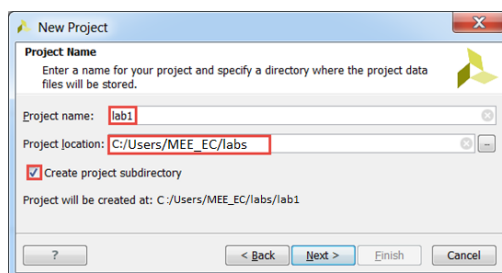 New Project
Project Name
Enter a name for your project and specify a directory where the project data
files will be stored.
Project name: lab1
Project location: C:/Users/MEE_EC/labs
Create project subdirectory
Project will be created at: C:/Users/MEE_EC/labs/lab1
? < Back Next > Finish Cancel